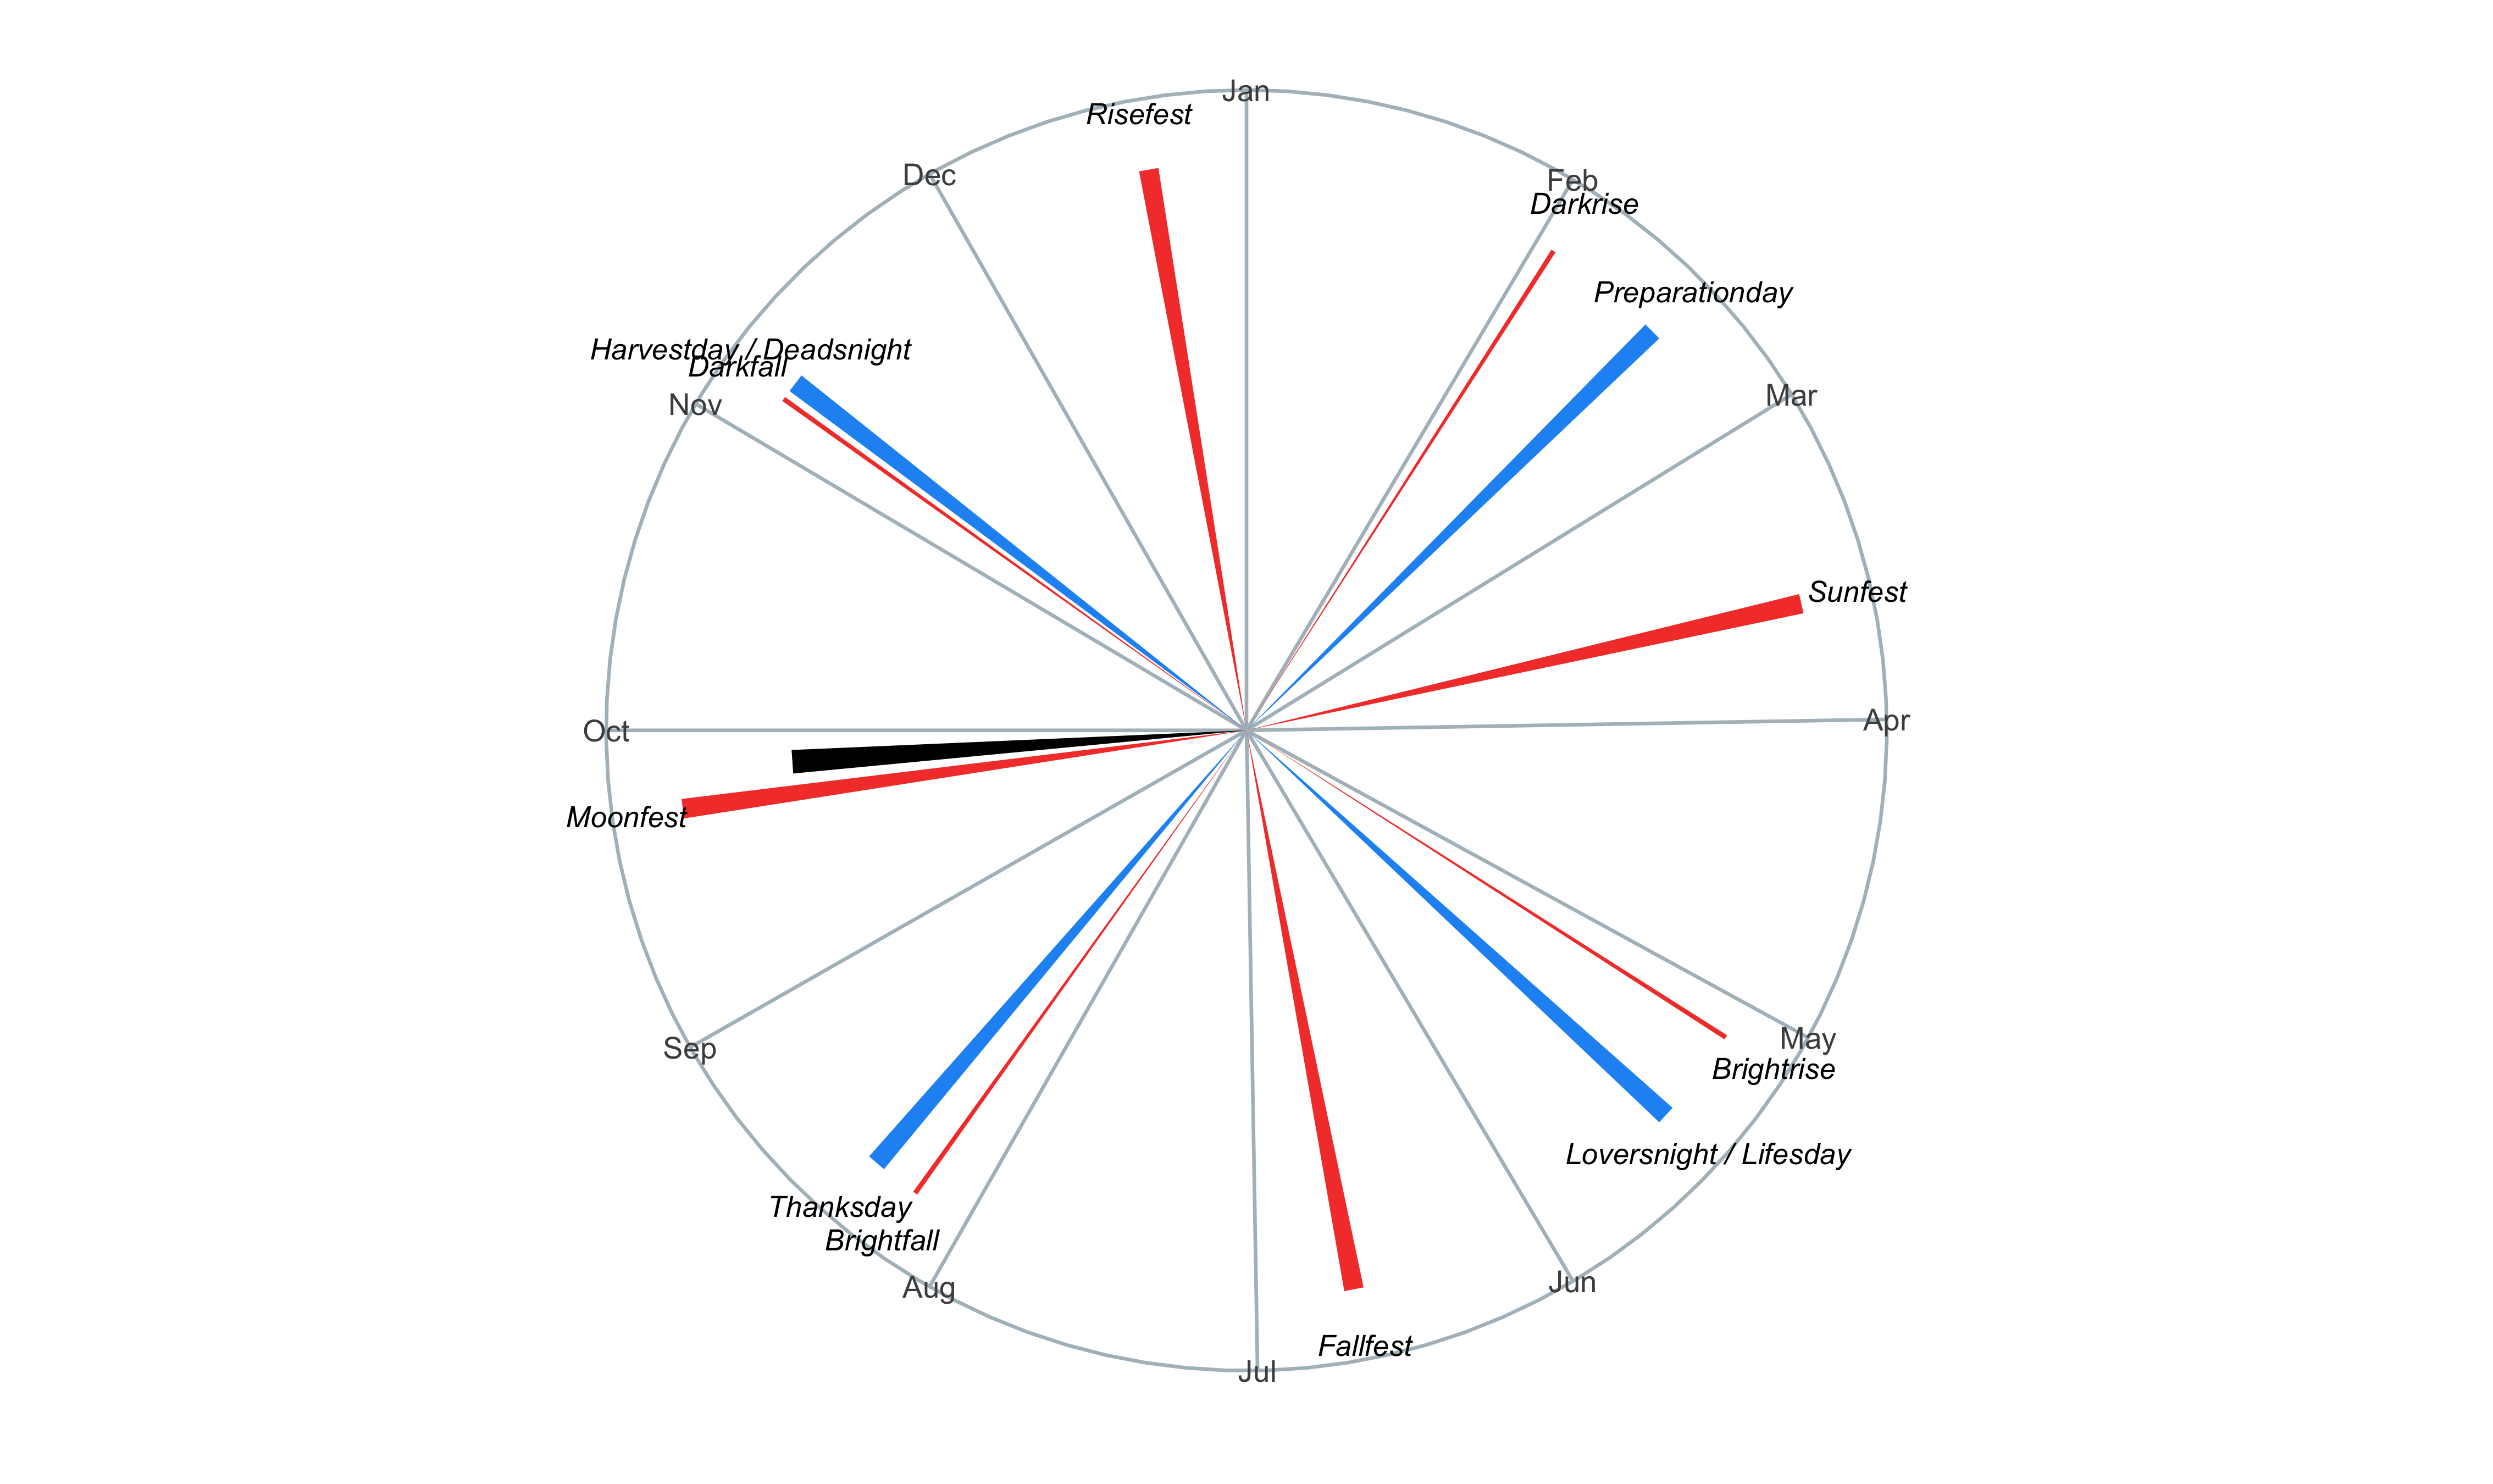 Jan
Risefest
Dec
Feb
Darkrise
Preparationday
Harvestday / Deadsnight
Darkfall
Nov
Mar
Sunfest
Oct
Apr
Moonfest
Sep
May
Brightrise
Loversnight / Lifesday
Thanksday
Brightfall
Aug
Jun
Fallfest
Jul